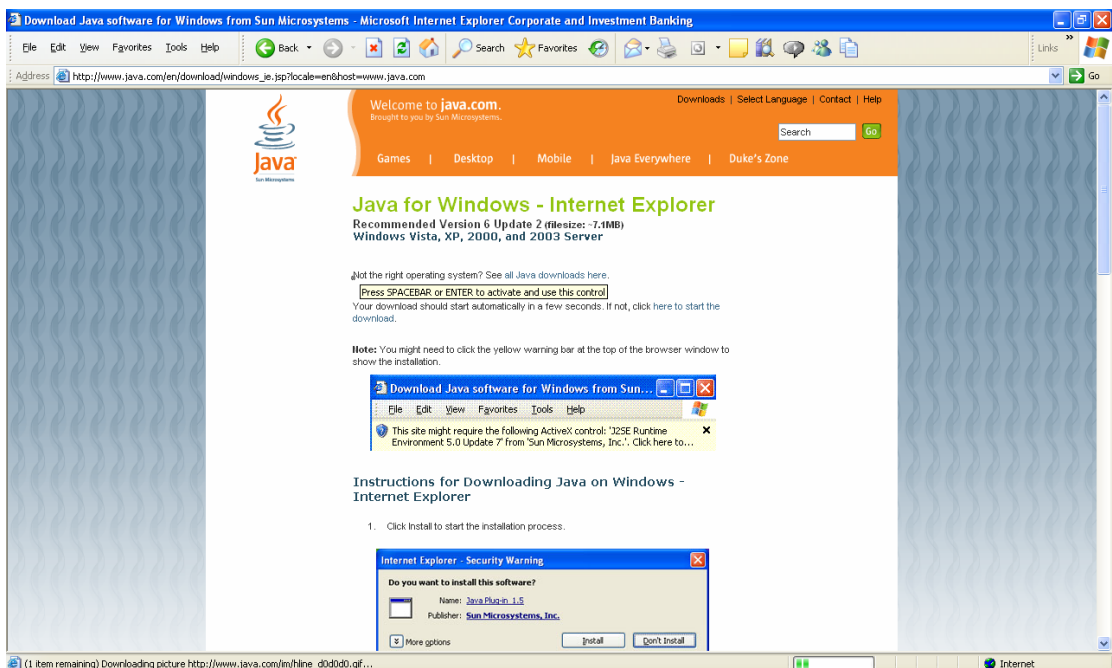 Download Java software for Windows from Sun Microsystems - Microsoft Internet Explorer Corporate and Investment Banking
File Edit View Favorites Tools Help Back Search Favorites Links
Address http://www.java.com/en/download/windows_ie.jsp?locale=en&host=www.java.com Go
Welcome to java.com. Downloads | Select Language | Contact | Help
Brought to you by Sun Microsystems.
Search Go
Java Games | Desktop | Mobile | Java Everywhere | Duke's Zone
Sun Microsystems
Java for Windows - Internet Explorer
Recommended Version 6 Update 2 (filesize: ~7.1MB)
Windows Vista, XP, 2000, and 2003 Server
Not the right operating system? See all Java downloads here.
Press SPACEBAR or ENTER to activate and use this control
Your download should start automatically in a few seconds. If not, click here to start the
download.
Note: You might need to click the yellow warning bar at the top of the browser window to
show the installation.
Download Java software for Windows from Sun...
File Edit View Favorites Tools Help
This site might require the following ActiveX control: 'J2SE Runtime
Environment 5.0 Update 7' from 'Sun Microsystems, Inc.'. Click here to...
Instructions for Downloading Java on Windows -
Internet Explorer
1. Click Install to start the installation process.
Internet Explorer - Security Warning
Do you want to install this software?
Name: Java Plug-in 1.5
Publisher: Sun Microsystems, Inc.
More options Install Don't Install
(1 item remaining) Downloading picture http://www.java.com/im/hline_d0d0d0.gif... Internet